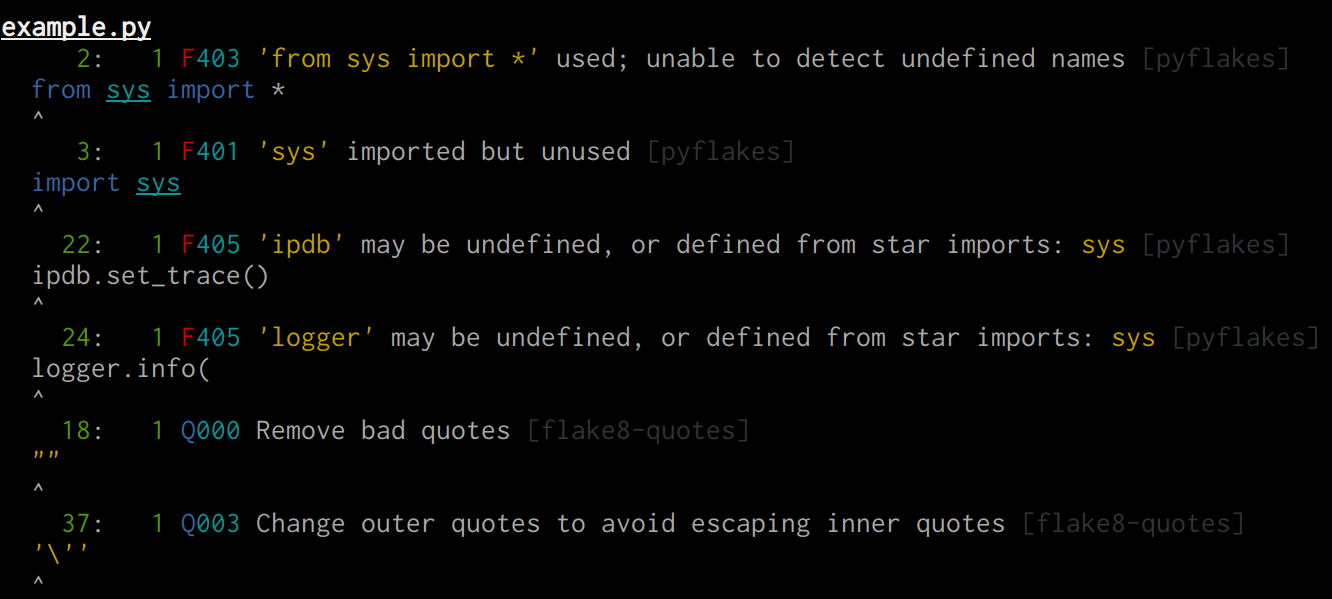 example.py
2: 1 F403 'from sys import *' used; unable to detect undefined names [pyflakes]
from sys import *
^
3: 1 F401 'sys' imported but unused [pyflakes]
import sys
^
22: 1 F405 'ipdb' may be undefined, or defined from star imports: sys [pyflakes]
ipdb.set_trace()
^
24: 1 F405 'logger' may be undefined, or defined from star imports: sys [pyflakes]
logger.info(
^
18: 1 Q000 Remove bad quotes [flake8-quotes]
""
^
37: 1 Q003 Change outer quotes to avoid escaping inner quotes [flake8-quotes]
'\''
^